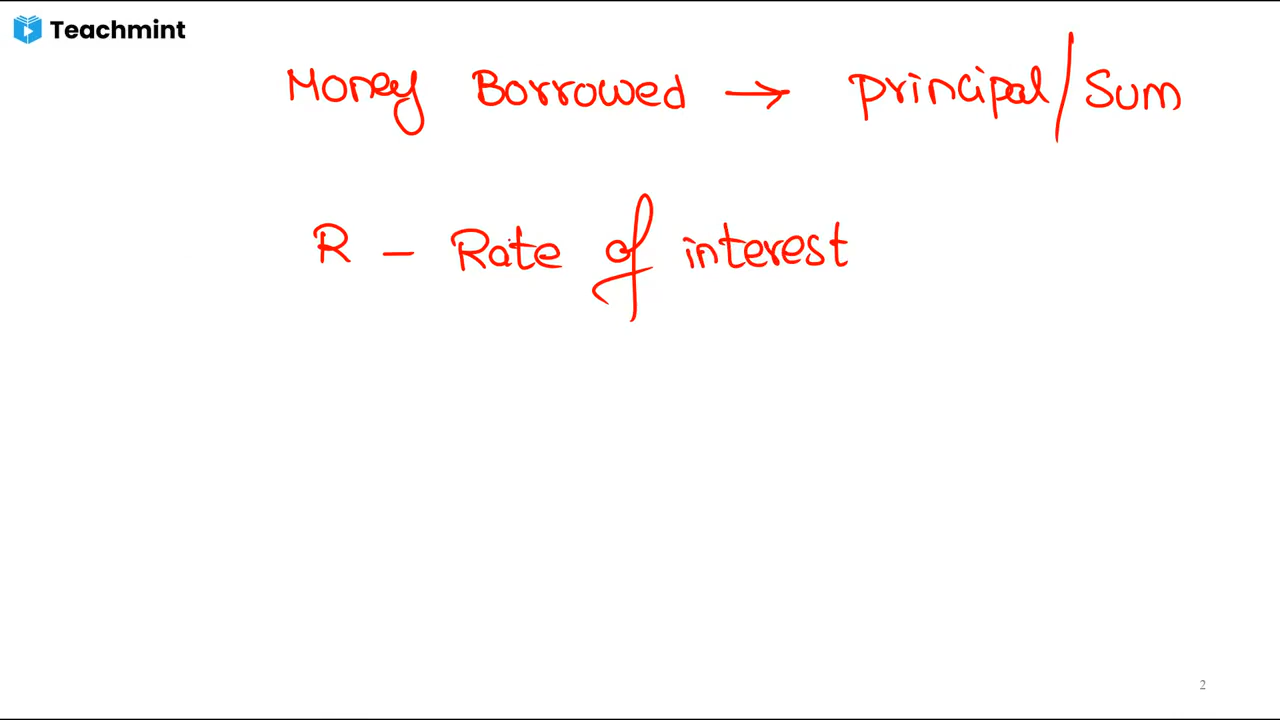 Teachmint
Money Borrowed → principal/Sum
R - Rate of interest
2